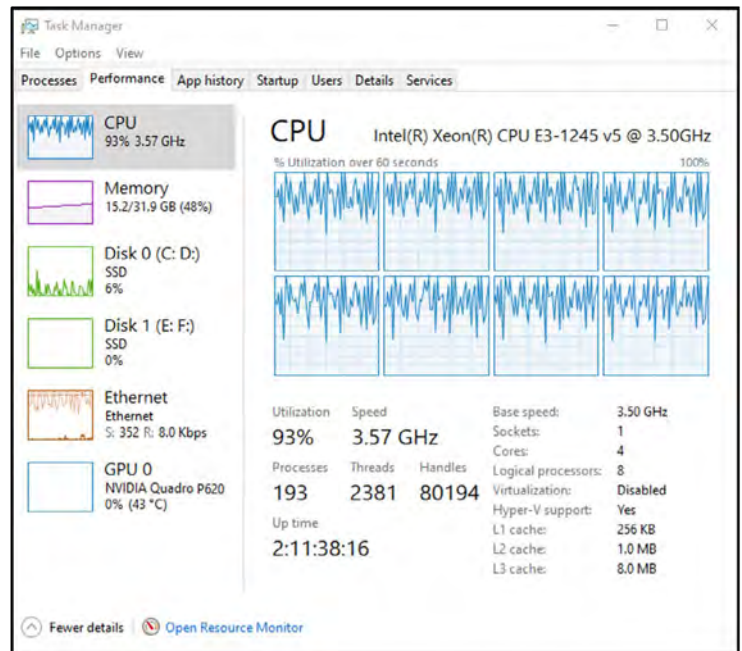 Task Manager
File Options View
Processes Performance App history Startup Users Details Services
CPU
93% 3.57 GHz
Memory
15.2/31.9 GB (48%)
Disk 0 (C: D:)
SSD
6%
Disk 1 (E: F:)
SSD
0%
Ethernet
Ethernet
S: 352 R: 8.0 Kbps
GPU 0
NVIDIA Quadro P620
0% (43 °C)
CPU Intel(R) Xeon(R) CPU E3-1245 v5 @ 3.50GHz
% Utilization over 60 seconds 100%
Utilization Speed
93% 3.57 GHz
Processes Threads Handles
193 2381 80194
Up time
2:11:38:16
Base speed: 3.50 GHz
Sockets: 1
Cores: 4
Logical processors: 8
Virtualization: Disabled
Hyper-V support: Yes
L1 cache: 256 KB
L2 cache: 1.0 MB
L3 cache: 8.0 MB
Fewer details Open Resource Monitor